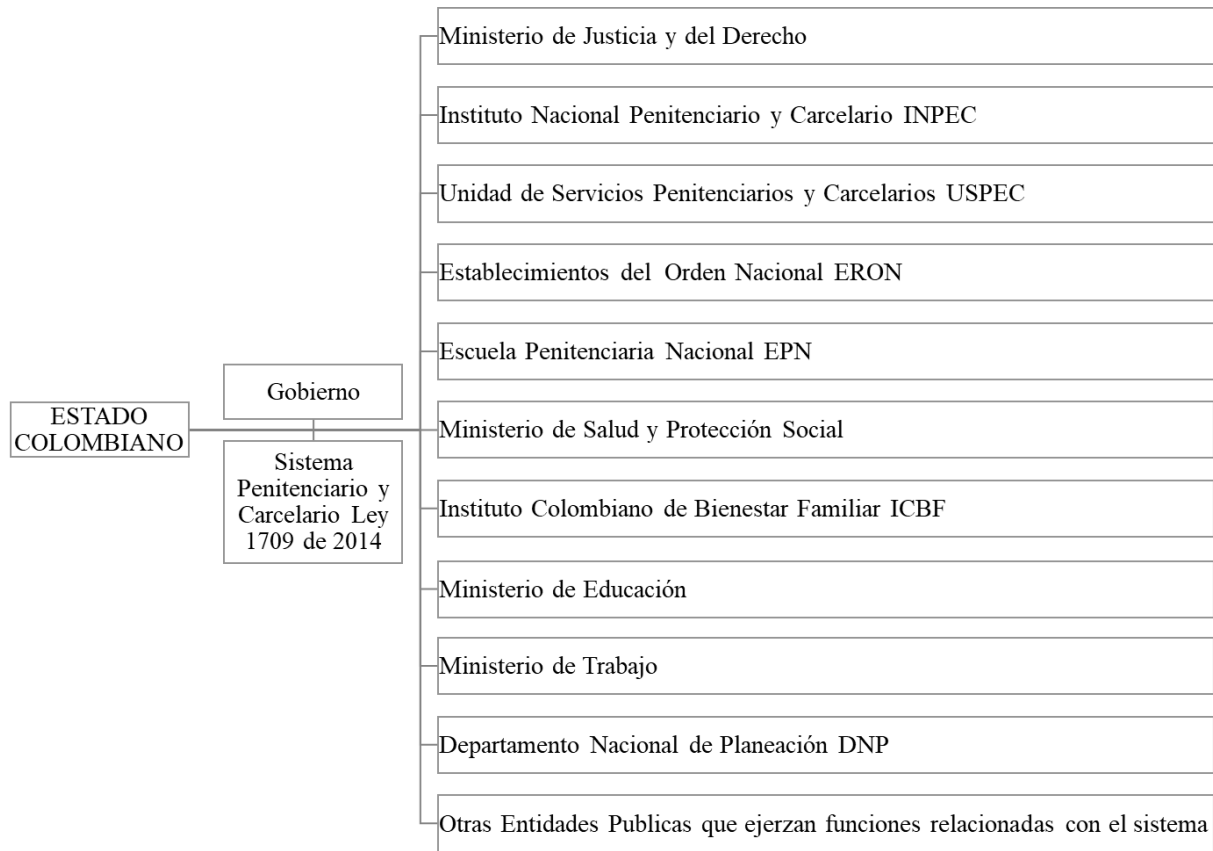 ESTADO
COLOMBIANO
Gobierno
Sistema
Penitenciario y
Carcelario Ley
1709 de 2014
Ministerio de Justicia y del Derecho
Instituto Nacional Penitenciario y Carcelario INPEC
Unidad de Servicios Penitenciarios y Carcelarios USPEC
Establecimientos del Orden Nacional ERON
Escuela Penitenciaria Nacional EPN
Ministerio de Salud y Protección Social
Instituto Colombiano de Bienestar Familiar ICBF
Ministerio de Educación
Ministerio de Trabajo
Departamento Nacional de Planeación DNP
Otras Entidades Publicas que ejerzan funciones relacionadas con el sistema